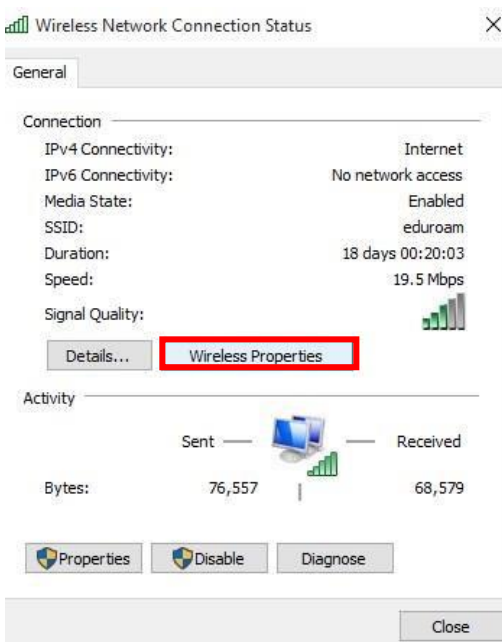 Wireless Network Connection Status
General
Connection
IPv4 Connectivity: Internet
IPv6 Connectivity: No network access
Media State: Enabled
SSID: eduroam
Duration: 18 days 00:20:03
Speed: 19.5 Mbps
Signal Quality:
Details... Wireless Properties
Activity
Sent Received
Bytes: 76,557 68,579
Properties Disable Diagnose
Close